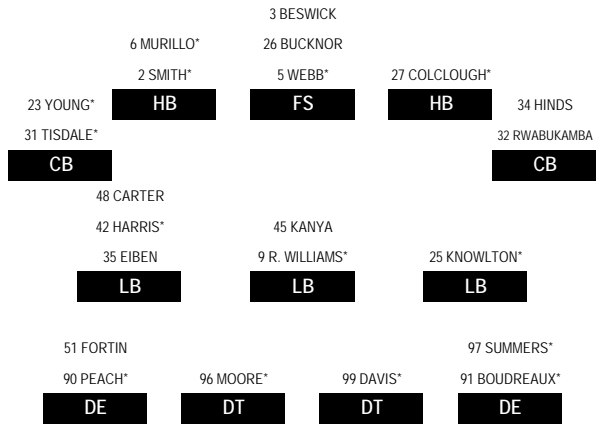 3 BESWICK
6 MURILLO* 26 BUCKNOR
2 SMITH* 5 WEBB* 27 COLCLOUGH*
23 YOUNG* HB FS HB 34 HINDS
31 TISDALE* 32 RWABUKAMBA
CB CB
48 CARTER
42 HARRIS* 45 KANYA
35 EIBEN 9 R. WILLIAMS* 25 KNOWLTON*
LB LB LB
51 FORTIN 97 SUMMERS*
90 PEACH* 96 MOORE* 99 DAVIS* 91 BOUDREAUX*
DE DT DT DE